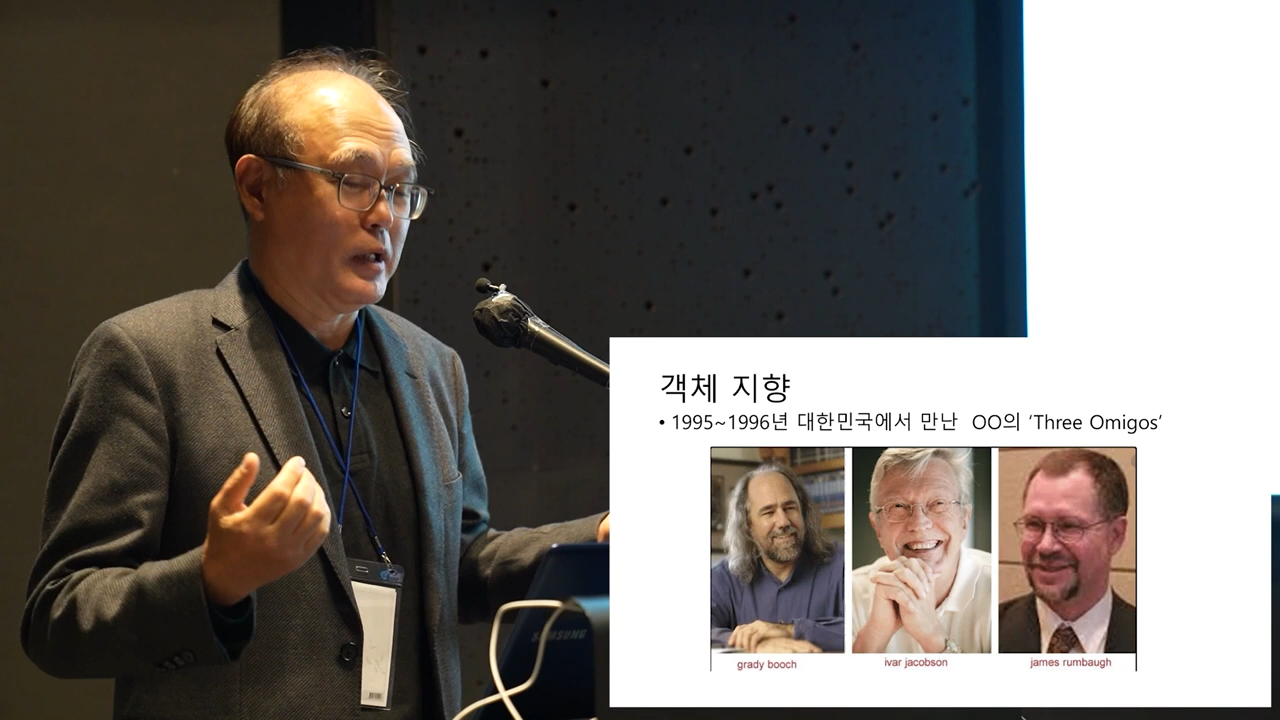 객체 지향
• 1995~1996년 대한민국에서 만난 OO의 ‘Three Omigos’
grady booch
ivar jacobson
james rumbaugh
SAMSUNG